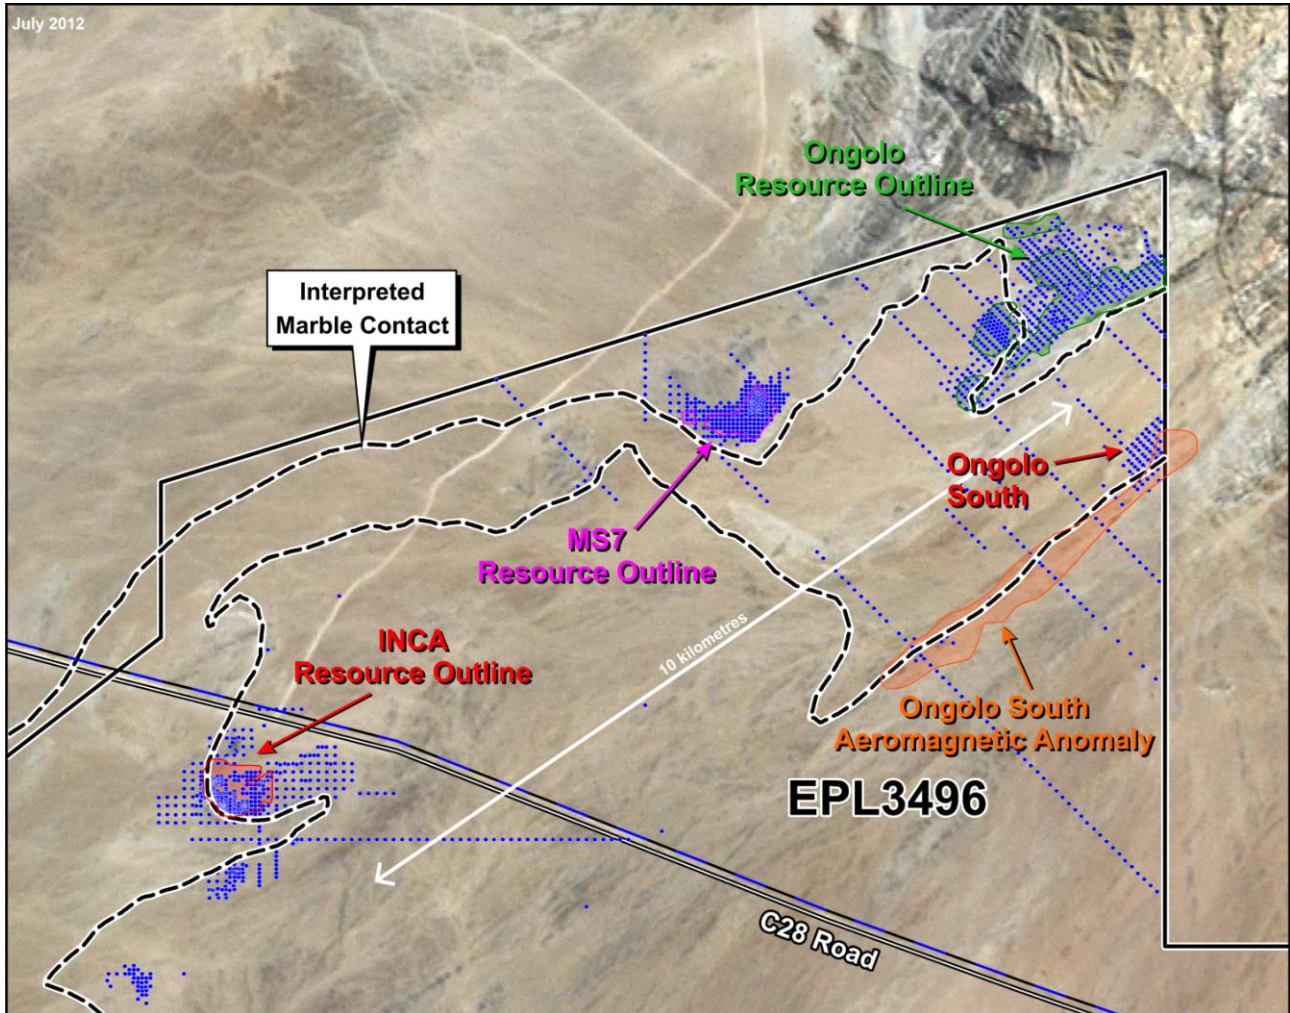 July 2012
Ongolo
Resource Outline
Interpreted
Marble Contact
Ongolo
South
MS7
Resource Outline
10 kilometres
INCA
Resource Outline
Ongolo South
Aeromagnetic Anomaly
EPL3496
C28 Road